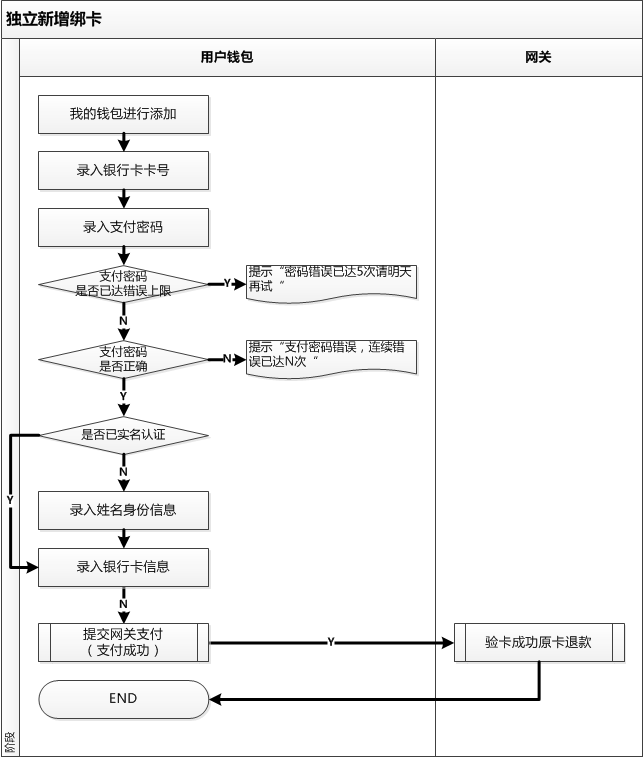 独立新增绑卡
用户钱包
网关
我的钱包进行添加
录入银行卡卡号
录入支付密码
支付密码
是否已达错误上限
Y
提示“密码错误已达5次请明天
再试 “
N
支付密码
是否正确
N
提示“支付密码错误，连续错
误已达N次 “
Y
是否已实名认证
N
Y
录入姓名身份信息
录入银行卡信息
N
提交网关支付
（支付成功）
Y
验卡成功原卡退款
END
阶段